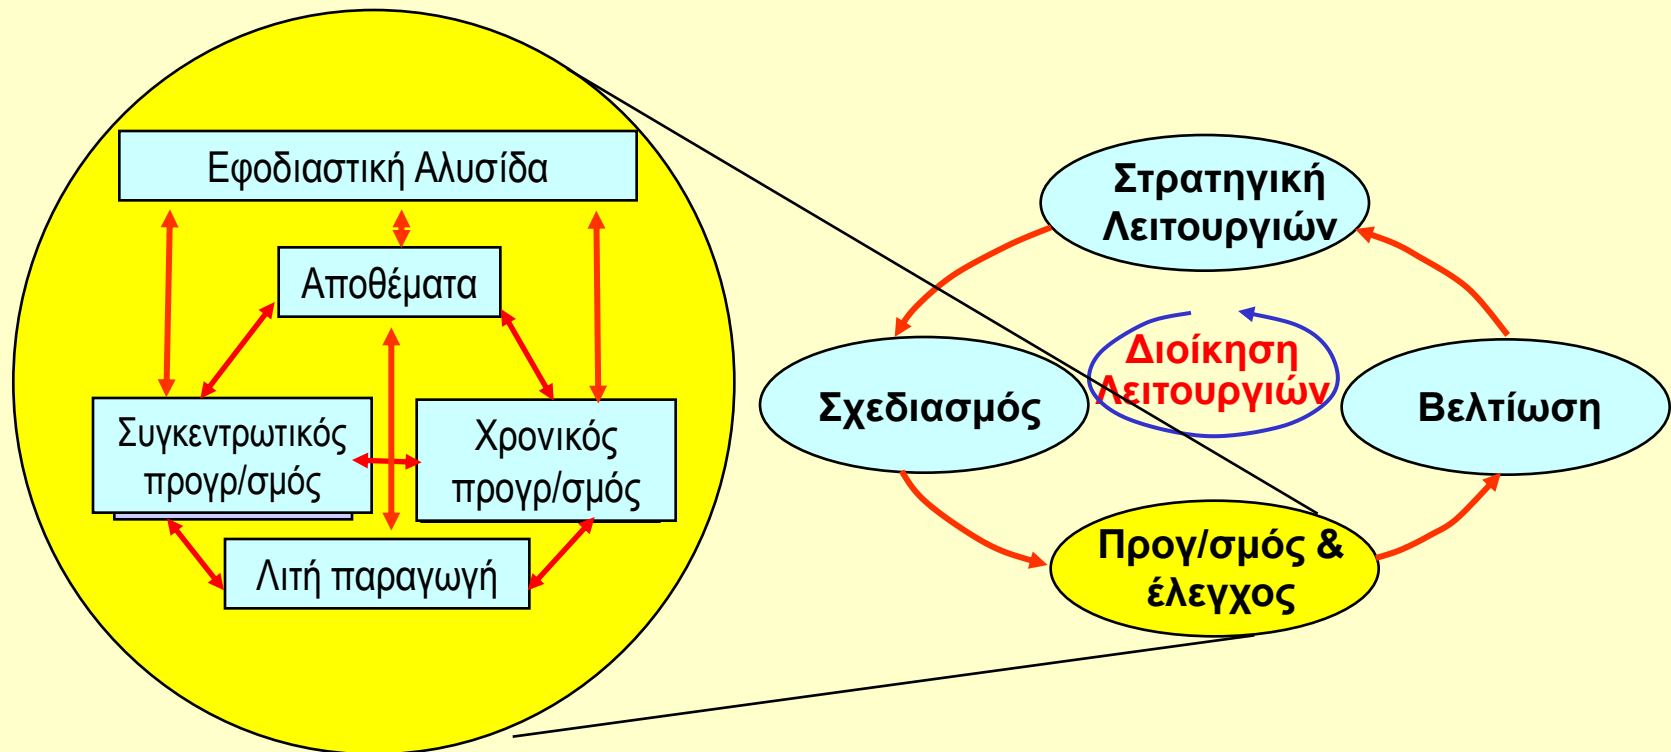 Εφοδιαστική Αλυσίδα
Αποθέματα
Συγκεντρωτικός
προγρ/σμός
Χρονικός
προγρ/σμός
Λιτή παραγωγή
Στρατηγική
Λειτουργιών
Διοίκηση
Λειτουργιών
Σχεδιασμός
Βελτίωση
Προγ/σμός &
έλεγχος